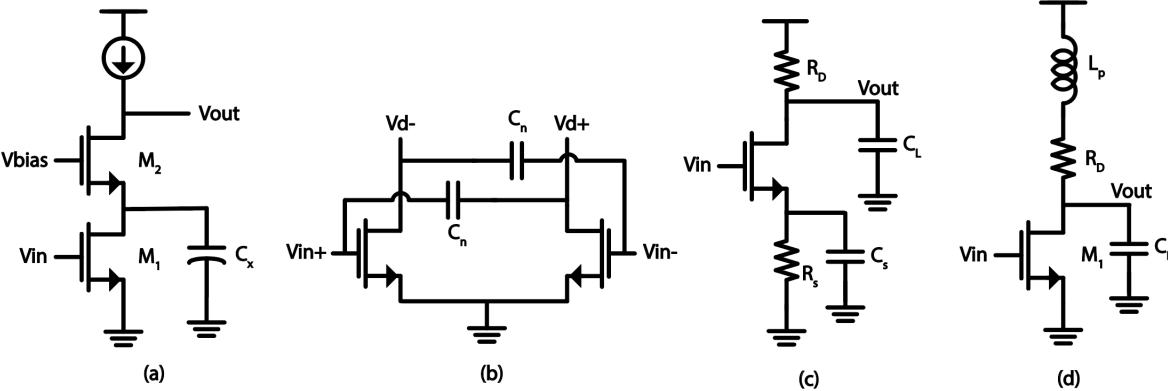 Vout
Vbias
M2
Vin
M1
Cx
(a)
Vd-
Cn
Vd+
Cn
Vin+
Vin-
(b)
RD
Vout
Vin
CL
Rs
Cs
(c)
Lp
RD
Vout
Vin
M1
(d)